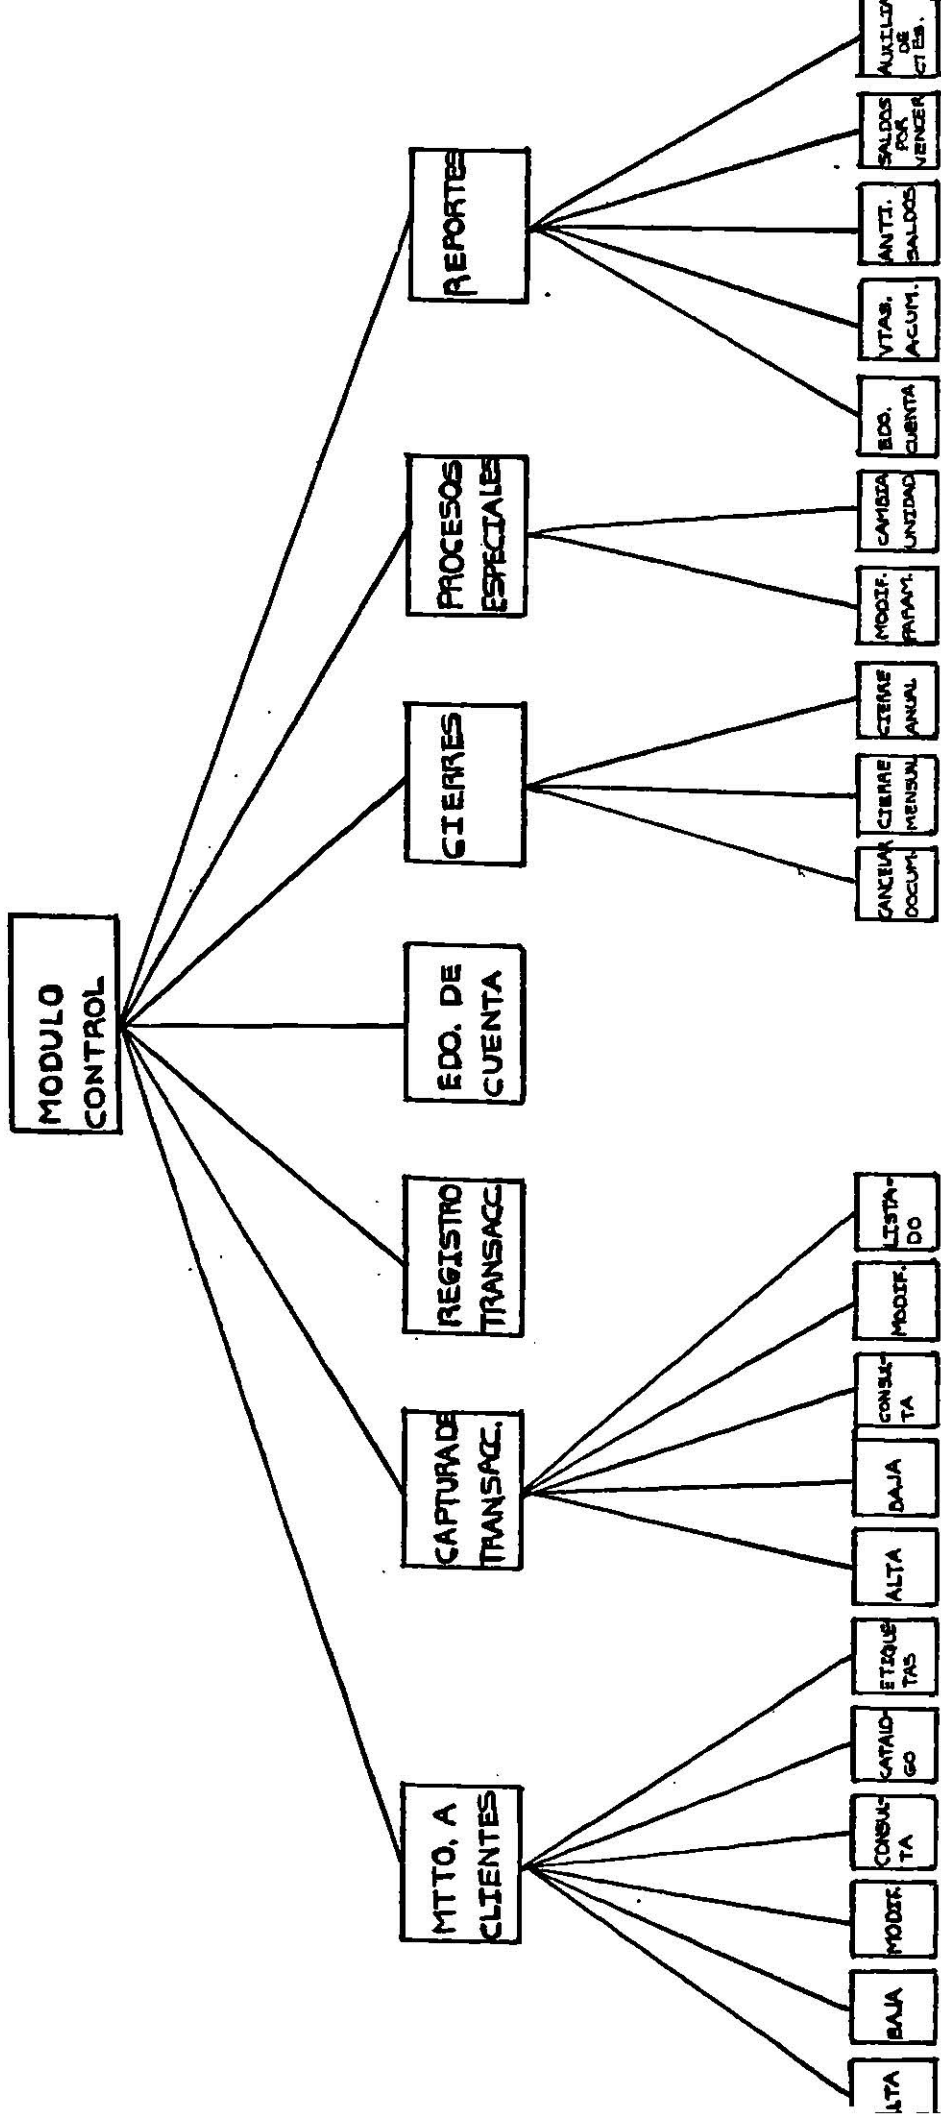 MODULO
CONTROL
MTTO. A
CLIENTES
CAPTURA DE
TRANSACC.
REGISTRO
TRANSACC.
EDO. DE
CUENTA
CIERRES
PROCESOS
ESPECIALES
REPORTES
LTA
BAJA
MODIF.
CONSUL-
TA
CATALO-
GO
ETIQUE
TAS
ALTA
BAJA
CONSUL-
TA
MODIF.
LISTA-
DO
CANCELAR
DOCUM.
CIERRE
MENSUAL
CIERRE
ANUAL
MODIF.
PARAM.
CAMBIA
UNIDAD
EDO.
CUENTA
VTAS.
ACUM.
ANTI.
SALDOS
SALDOS
POR
VENCER
AUXILIA
DE
CTES.